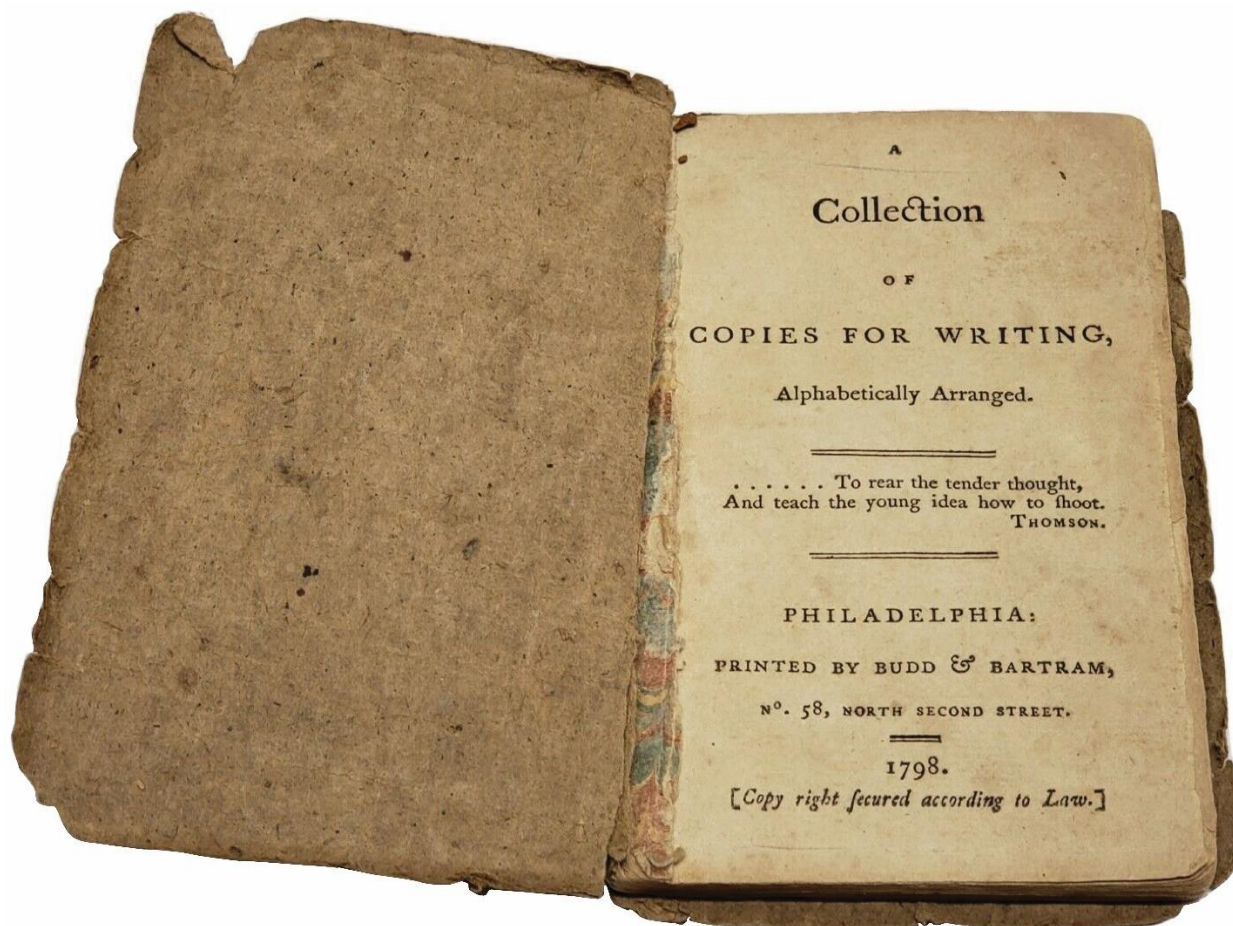 A
Collection
OF
COPIES FOR WRITING,
Alphabetically Arranged.
. . . . . . To rear the tender thought,
And teach the young idea how to ſhoot.
THOMSON.
PHILADELPHIA:
PRINTED BY BUDD & BARTRAM,
Nº. 58, NORTH SECOND STREET.
1798.
[Copy right ſecured according to Law.]